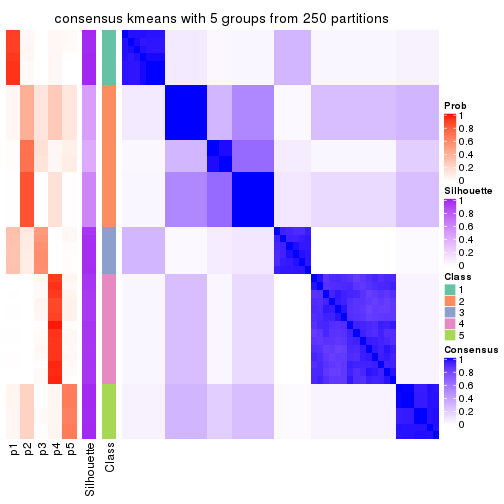 consensus kmeans with 5 groups from 250 partitions
Prob
1
0.8
0.6
0.4
0.2
0
Silhouette
1
0.8
0.6
0.4
0.2
0
Class
1
2
3
4
5
Consensus
1
0.8
0.6
0.4
0.2
0
p1
p2
p3
p4
p5
Silhouette
Class